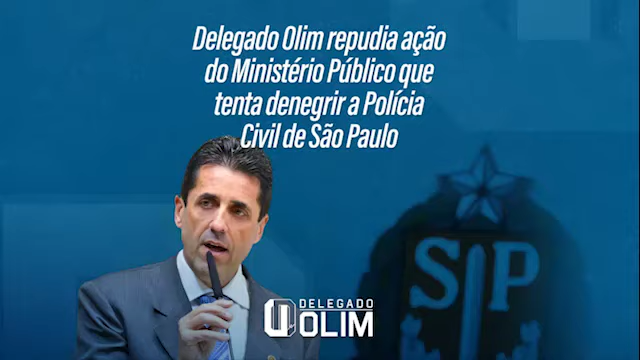 Delegado Olim repudia ação
do Ministério Público que
tenta denegrir a Polícia
Civil de São Paulo
SP
DELEGADO
OLIM